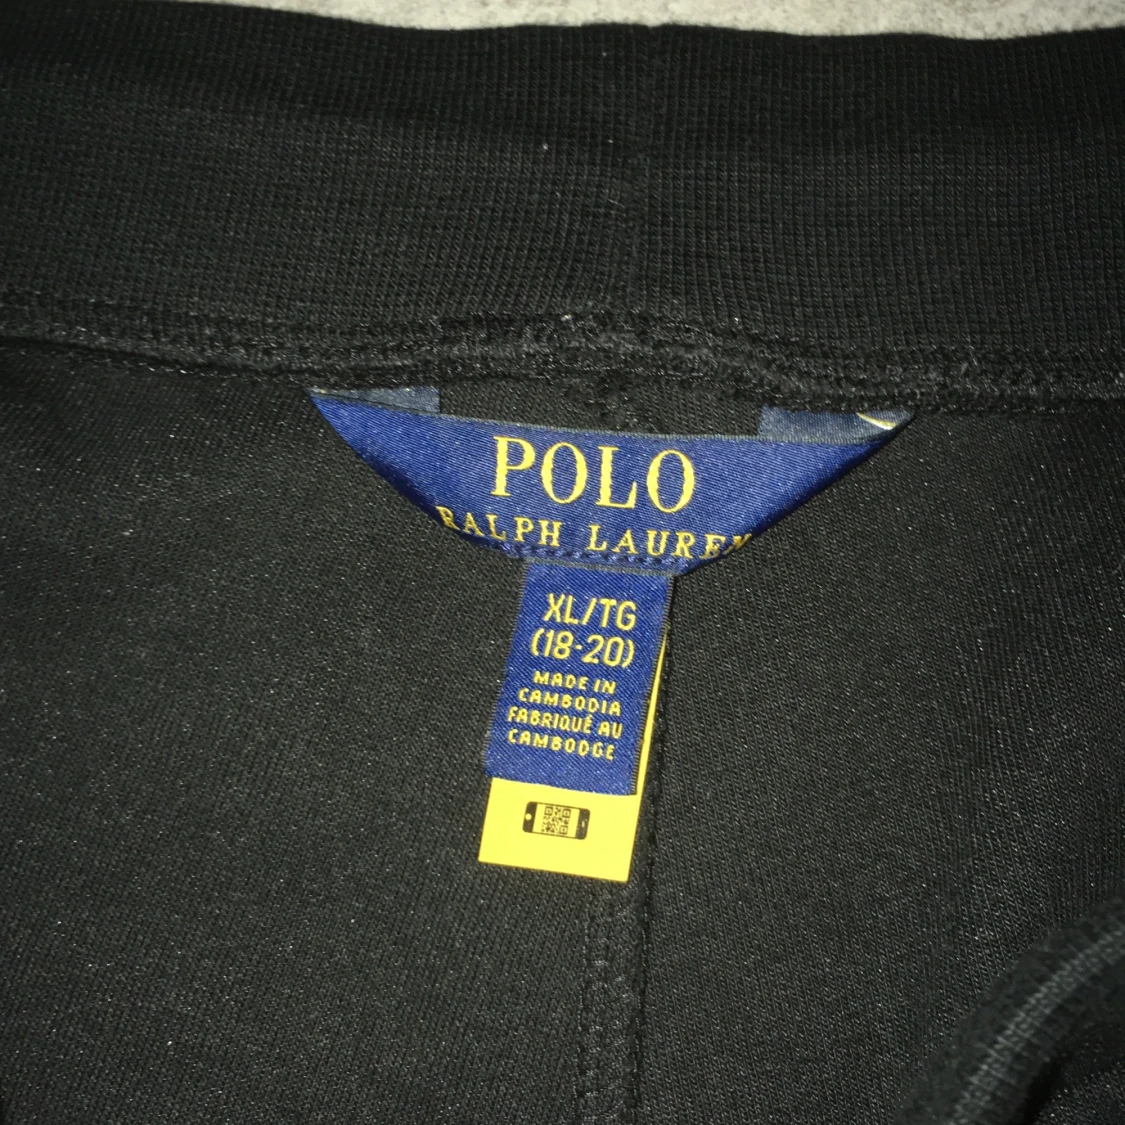 POLO
RALPH LAUREN
XL/TG
(18-20)
MADE IN
CAMBODIA
FABRIQUÉ AU
CAMBODGE